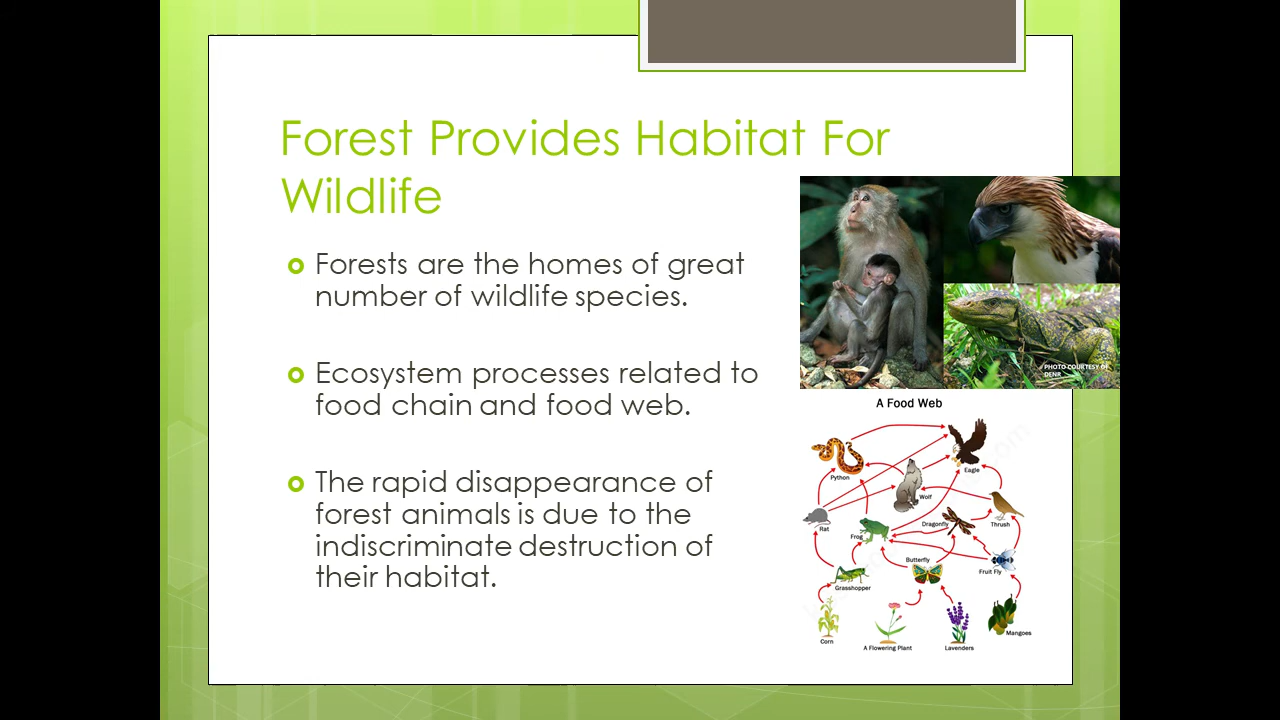 Forest Provides Habitat For
Wildlife
Forests are the homes of great
number of wildlife species.
Ecosystem processes related to
food chain and food web.
The rapid disappearance of
forest animals is due to the
indiscriminate destruction of
their habitat.
PHOTO COURTESY OF
DENR
A Food Web
Python
Eagle
Wolf
Rat
Frog
Dragonfly
Thrush
Butterfly
Fruit Fly
Grasshopper
Corn
A Flowering Plant
Lavenders
Mangoes